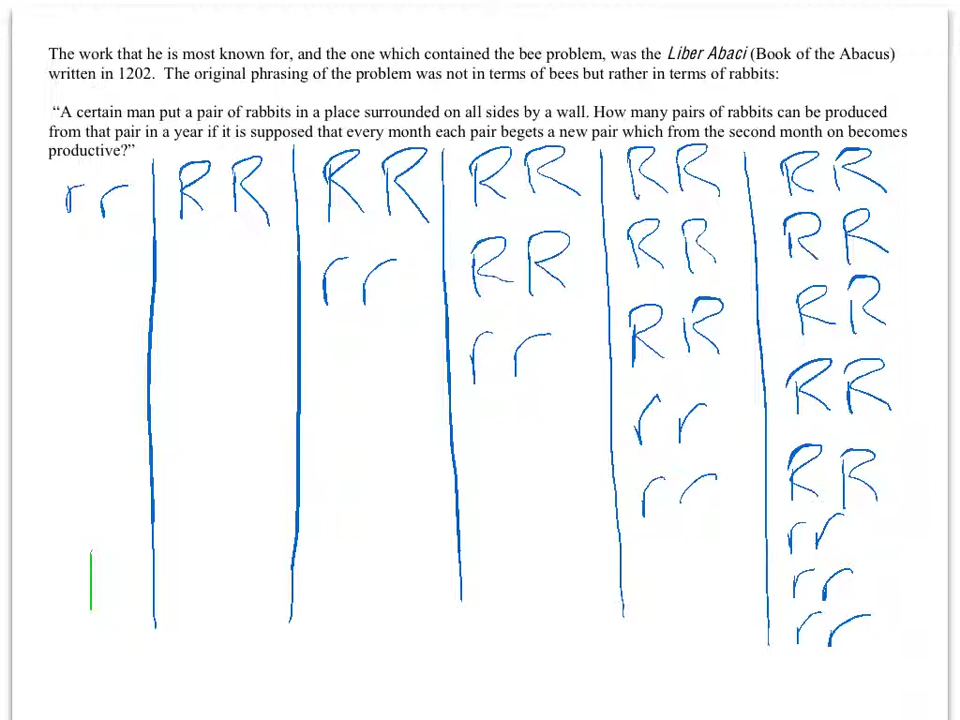 The work that he is most known for, and the one which contained the bee problem, was the Liber Abaci (Book of the Abacus)
written in 1202. The original phrasing of the problem was not in terms of bees but rather in terms of rabbits:
“A certain man put a pair of rabbits in a place surrounded on all sides by a wall. How many pairs of rabbits can be produced
from that pair in a year if it is supposed that every month each pair begets a new pair which from the second month on becomes
productive?”
r r
1
R R
R R
r r
R R
R R
r r
R R
R R
R R
r r
r r
R R
R R
R R
R R
R R
r r
r r
r r